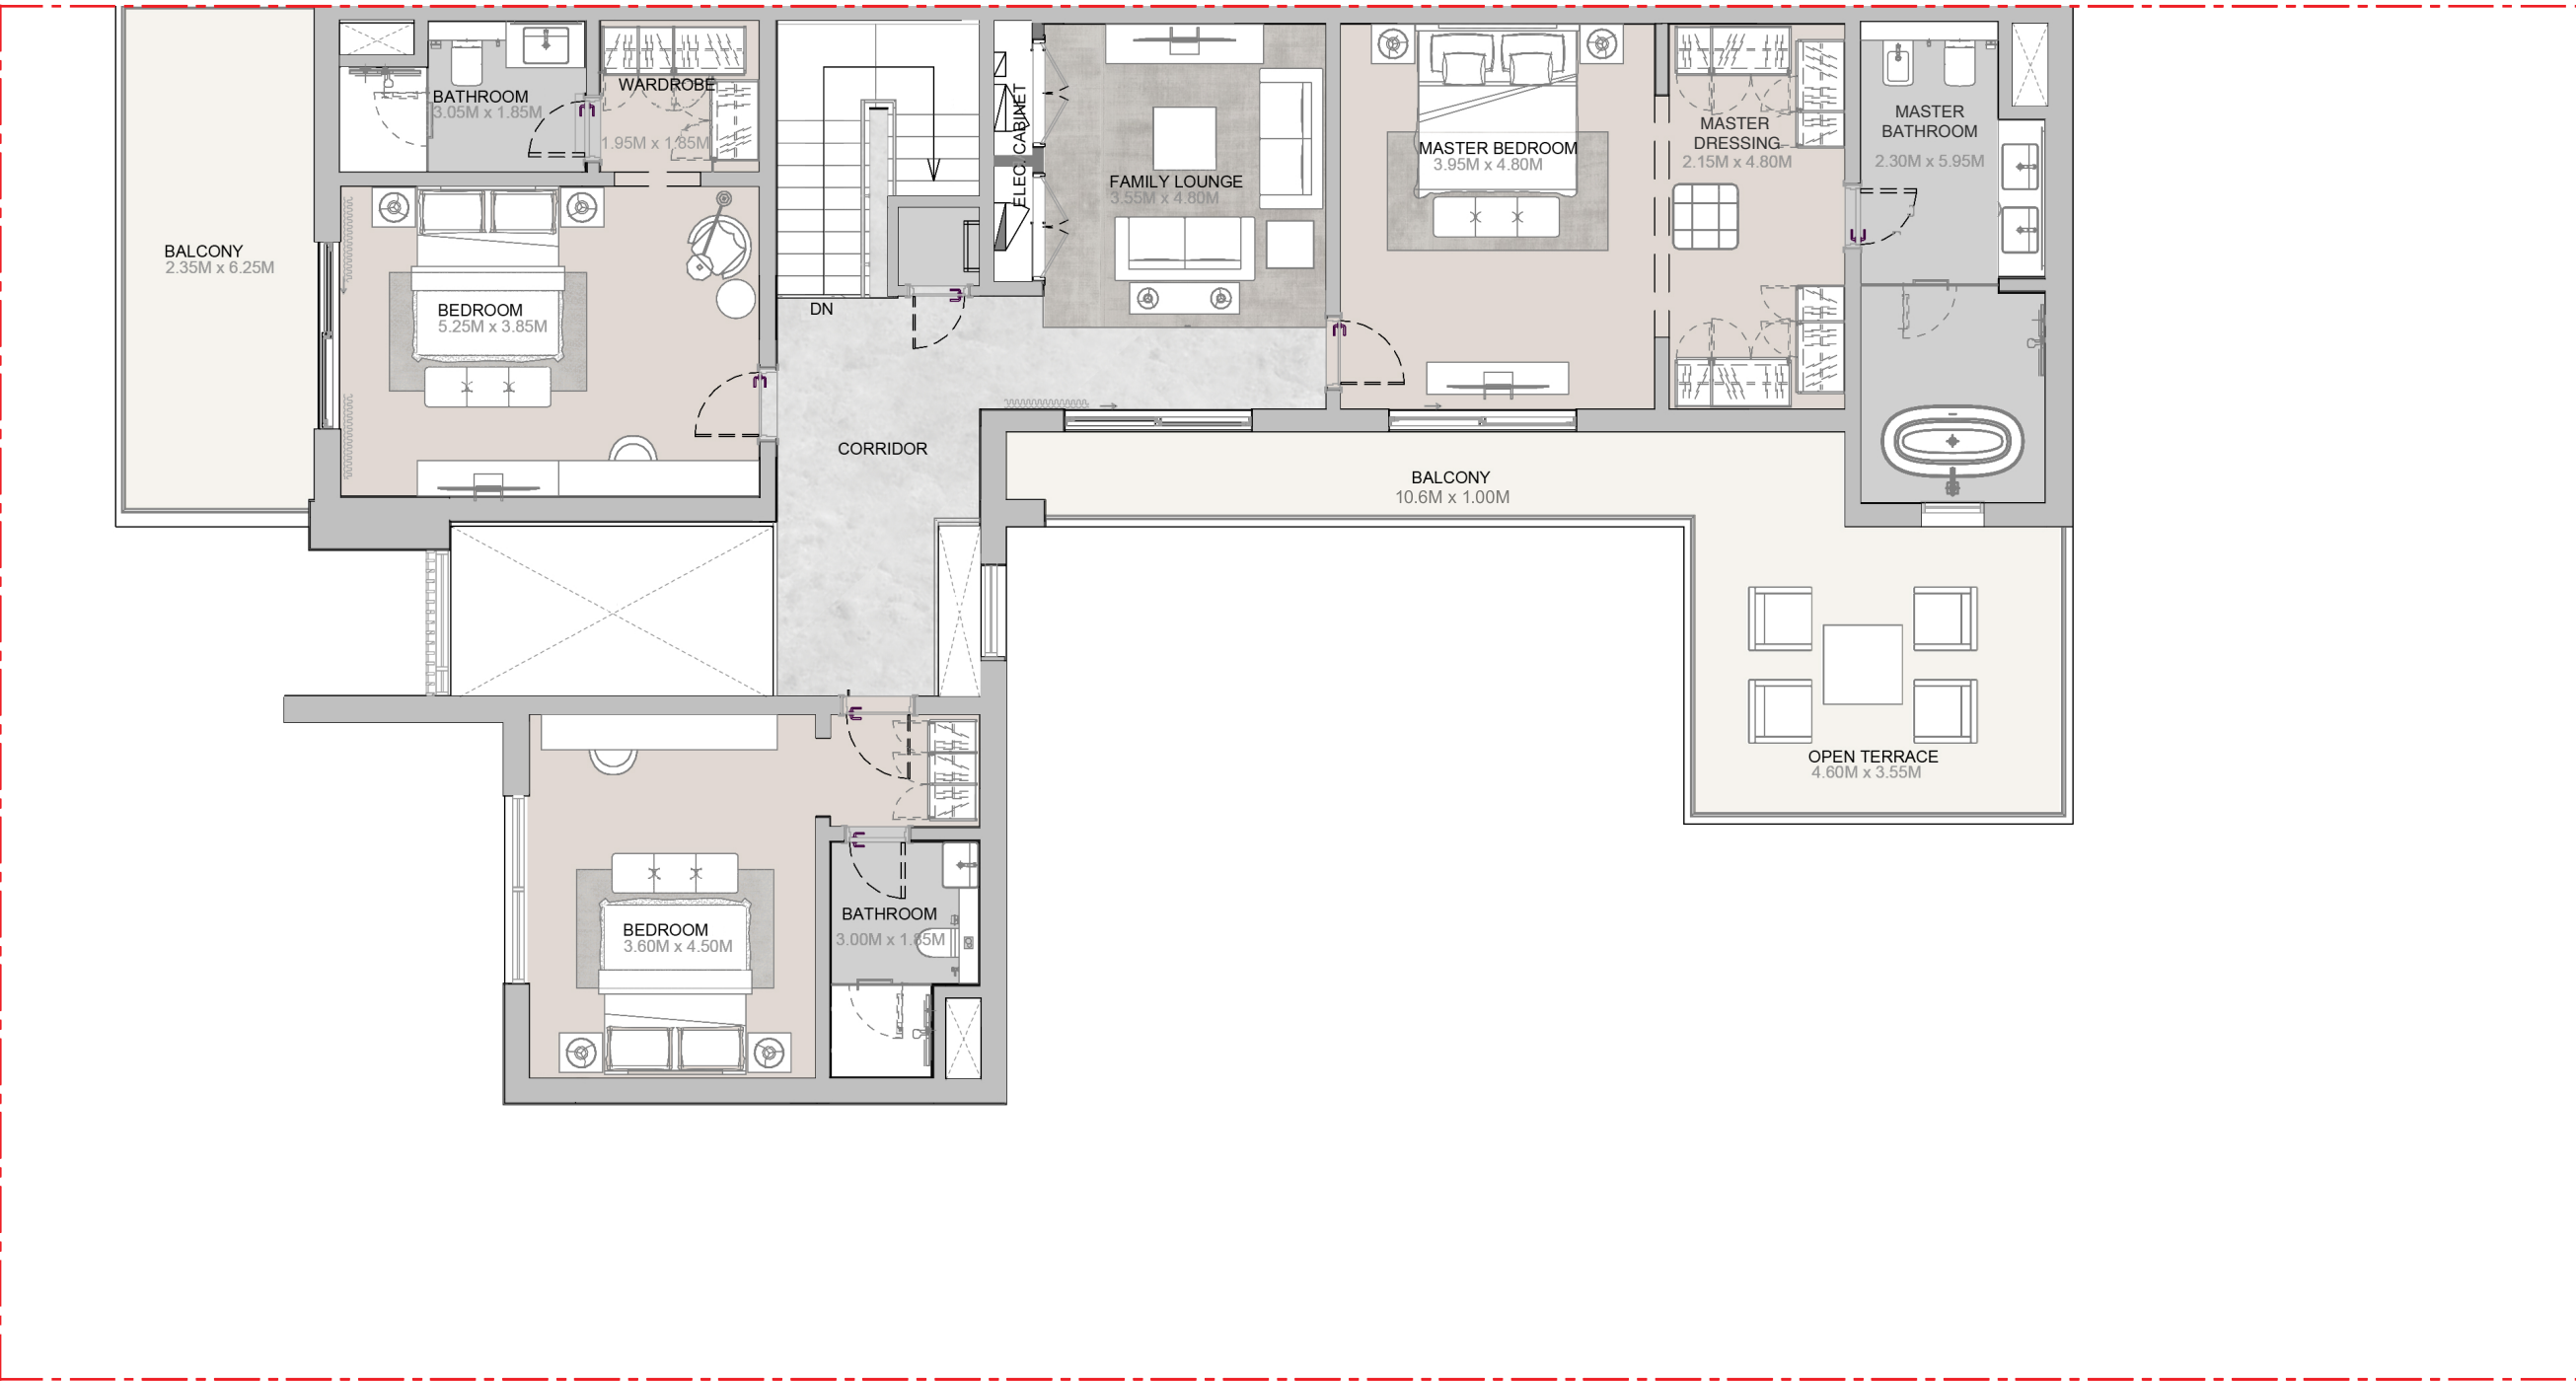 BATHROOM
3.05M x 1.85M
WARDROBE
1.95M x 1.85M
BALCONY
2.35M x 6.25M
BEDROOM
5.25M x 3.85M
DN
ELEC. CABINET
FAMILY LOUNGE
3.55M x 4.80M
MASTER BEDROOM
3.95M x 4.80M
MASTER
DRESSING
2.15M x 4.80M
MASTER
BATHROOM
2.30M x 5.95M
CORRIDOR
BALCONY
10.6M x 1.00M
OPEN TERRACE
4.60M x 3.55M
BEDROOM
3.60M x 4.50M
BATHROOM
3.00M x 1.85M